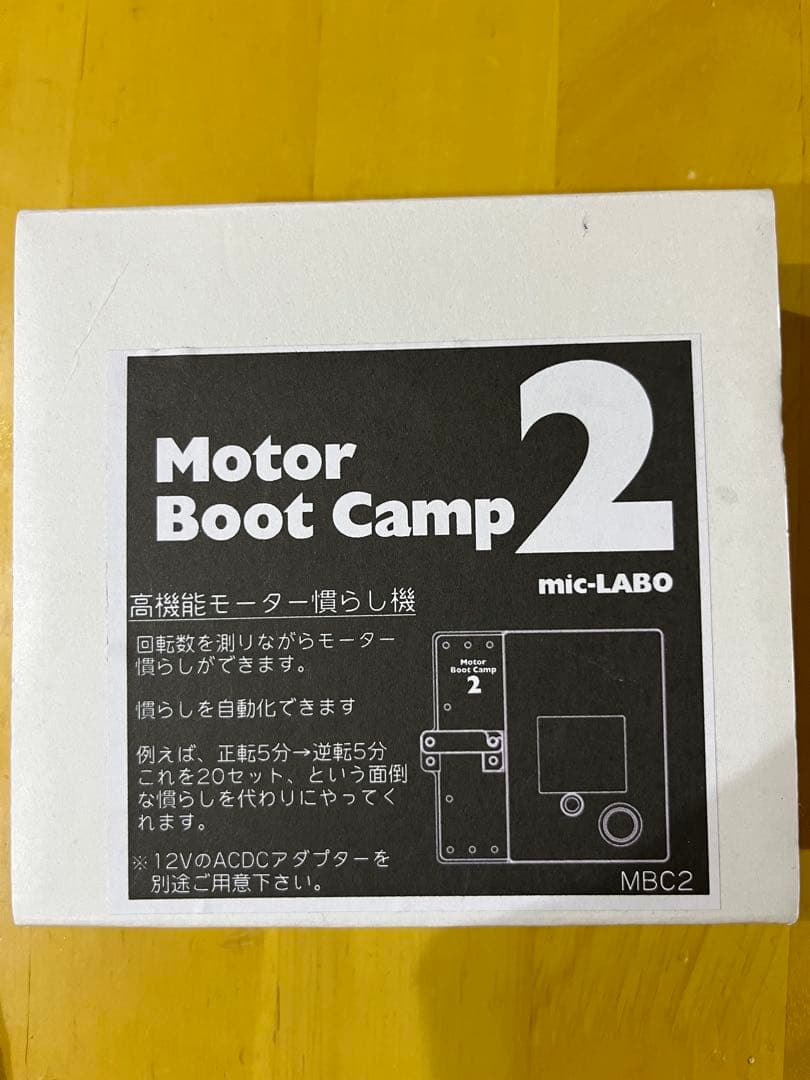 Motor
Boot Camp 2
mic-LABO
高機能モーター慣らし機
回転数を測りながらモーター
慣らしができます。
慣らしを自動化できます
例えば、正転5分→逆転5分
これを20セット、という面倒
な慣らしを代わりにやってく
れます。
※12VのACDCアダプターを
別途ご用意下さい。
Motor
Boot Camp
2
MBC2